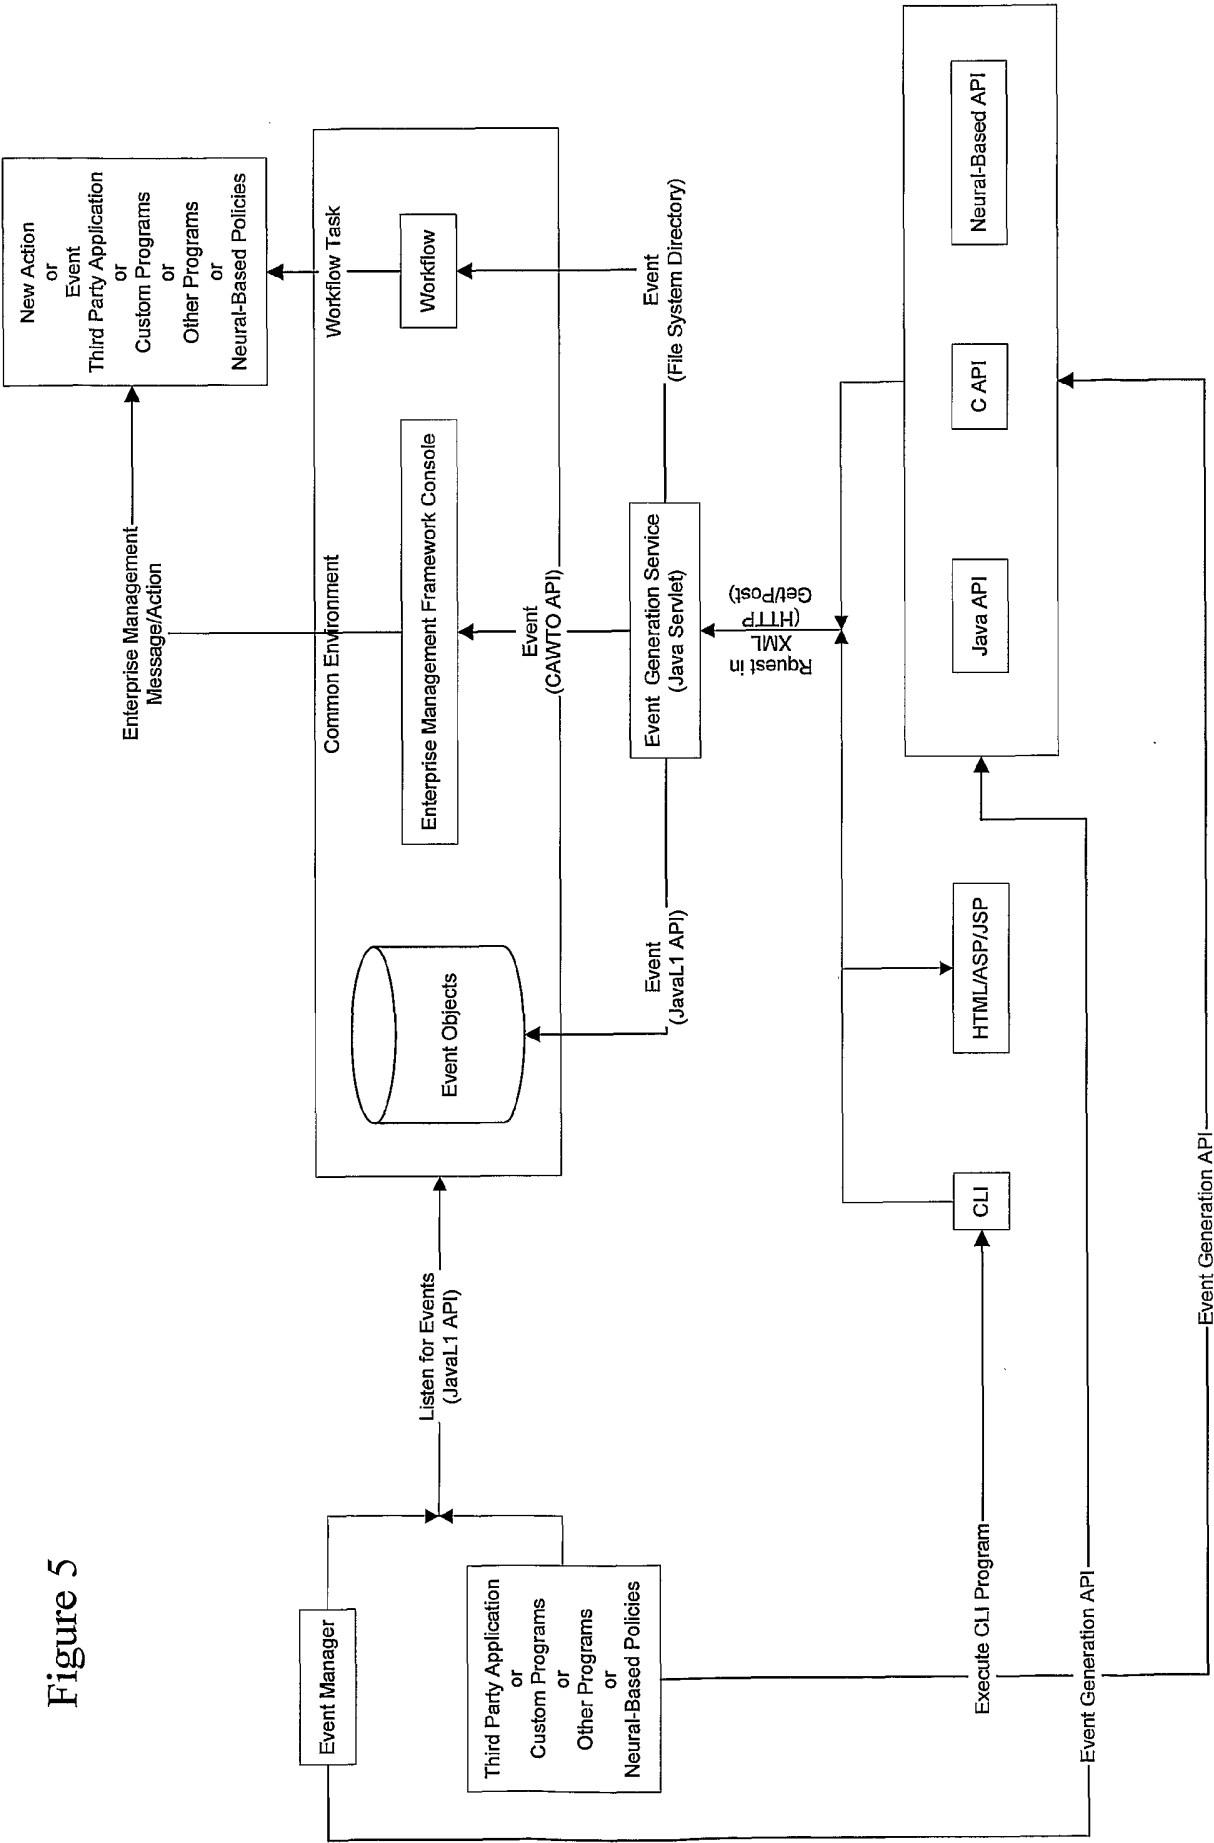 Figure 5
Event Manager
Third Party Application
or
Custom Programs
or
Other Programs
or
Neural-Based Policies
Listen for Events
(JavaL1 API)
Common Environment
Event Objects
Enterprise Management Framework Console
Workflow Task
Workflow
Enterprise Management
Message/Action
New Action
or
Event
Third Party Application
or
Custom Programs
or
Other Programs
or
Neural-Based Policies
Event
(JavaL1 API)
Event
(CAWTO API)
Event
(File System Directory)
Event Generation Service
(Java Servlet)
Rquest in
XML
(HTTP
Get/Post)
Execute CLI Program
CLI
HTML/ASP/JSP
Java API
C API
Neural-Based API
Event Generation API
Event Generation API